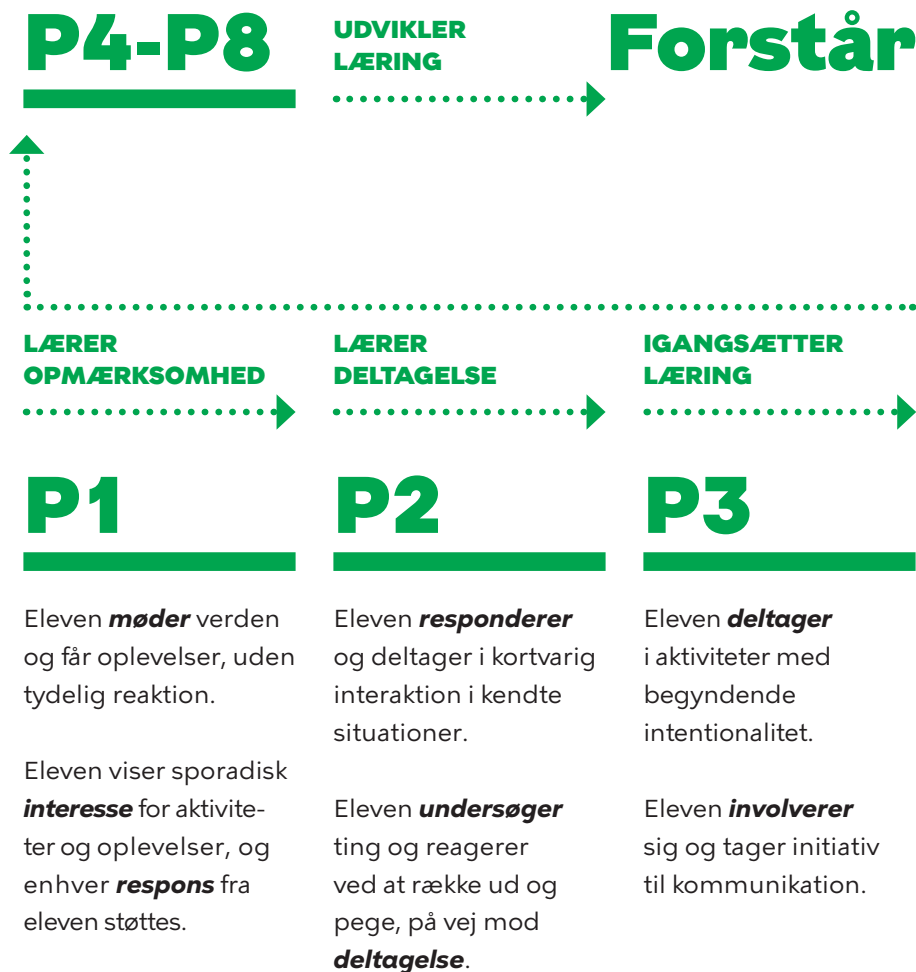 P4-P8
UDVIKLER
LÆRING
Forstår
LÆRER
OPMÆRKSOMHED
LÆRER
DELTAGELSE
IGANGSÆTTER
LÆRING
P1
Eleven møder verden
og får oplevelser, uden
tydelig reaktion.
Eleven viser sporadisk
interesse for aktivite-
ter og oplevelser, og
enhver respons fra
eleven støttes.
P2
Eleven responderer
og deltager i kortvarig
interaktion i kendte
situationer.
Eleven undersøger
ting og reagerer
ved at række ud og
pege, på vej mod
deltagelse.
P3
Eleven deltager
i aktiviteter med
begyndende
intentionalitet.
Eleven involverer
sig og tager initiativ
til kommunikation.